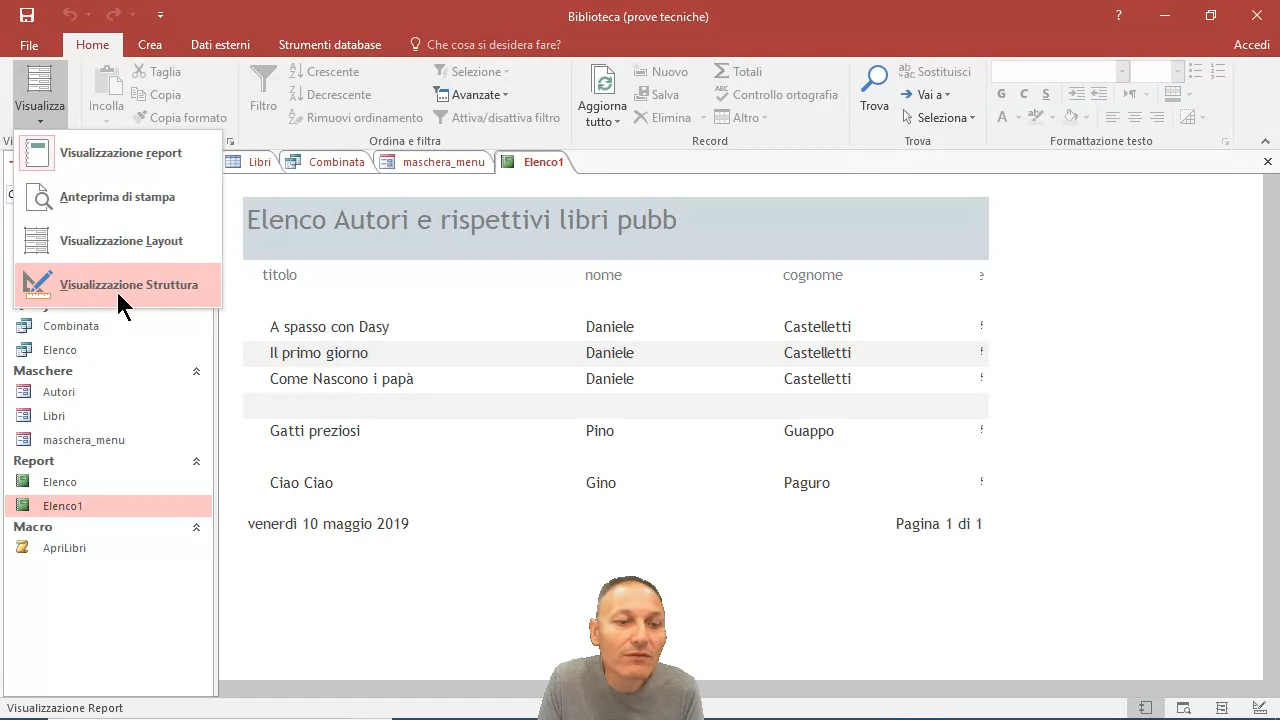 Biblioteca (prove tecniche)
?
File Home Crea Dati esterni Strumenti database Che cosa si desidera fare? Accedi
Visualizza
Incolla
Taglia
Copia
Copia formato
Filtro
Crescente
Decrescente
Rimuovi ordinamento
Selezione
Avanzate
Attiva/disattiva filtro
Ordina e filtra
Aggiorna
tutto
Nuovo
Salva
Elimina
Totali
Controllo ortografia
Altro
Record
Trova
Sostituisci
Vai a
Seleziona
Trova
G C S
A
Formattazione testo
Visualizzazione report
Anteprima di stampa
Visualizzazione Layout
Visualizzazione Struttura
Libri Combinata maschera_menu Elenco1
Combinata
Elenco
Maschere
Autori
Libri
maschera_menu
Report
Elenco
Elenco1
Macro
ApriLibri
Elenco Autori e rispettivi libri pubb
titolo nome cognome e
A spasso con Dasy Daniele Castelletti
Il primo giorno Daniele Castelletti
Come Nascono i papà Daniele Castelletti
Gatti preziosi Pino Guappo
Ciao Ciao Gino Paguro
venerdì 10 maggio 2019 Pagina 1 di 1
Visualizzazione Report